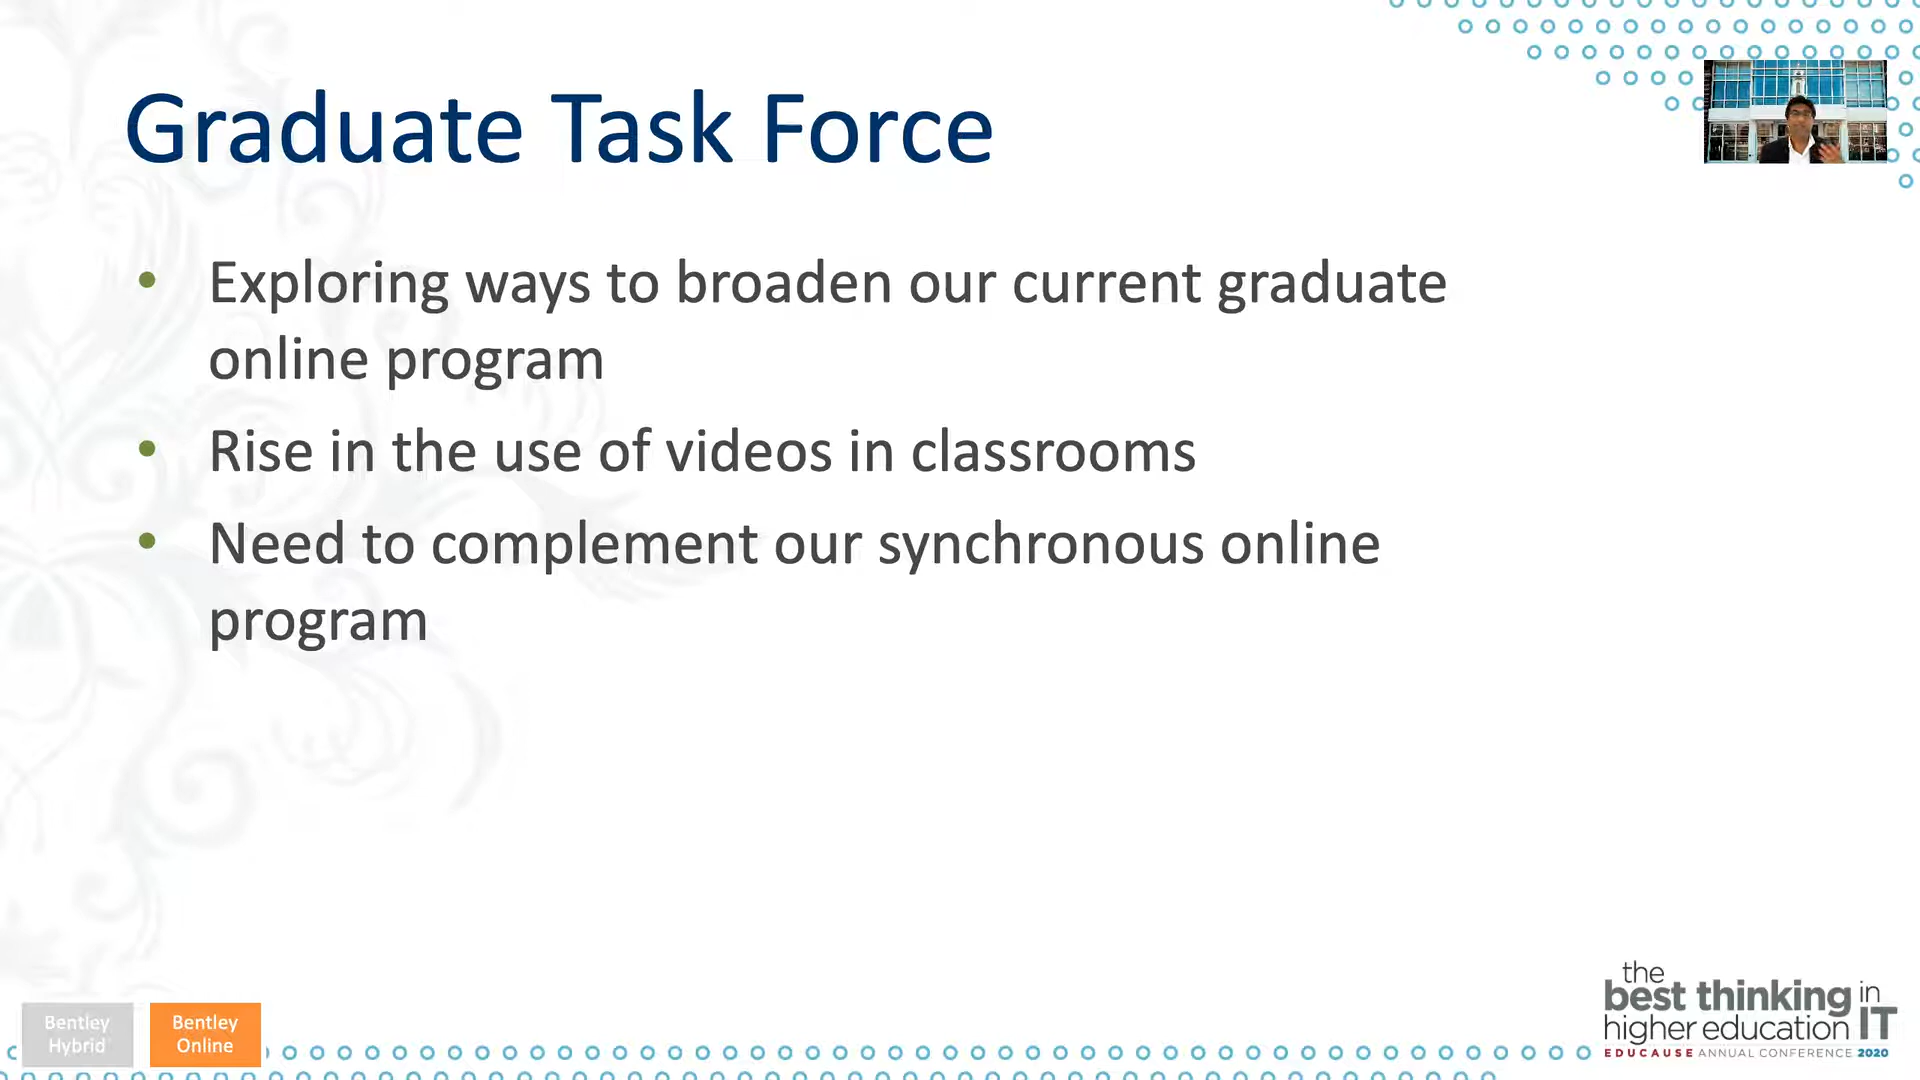 Graduate Task Force
• Exploring ways to broaden our current graduate
online program
• Rise in the use of videos in classrooms
• Need to complement our synchronous online
program
Bentley
Hybrid
Bentley
Online
the
best thinking in
higher education IT
EDUCAUSE ANNUAL CONFERENCE 2020